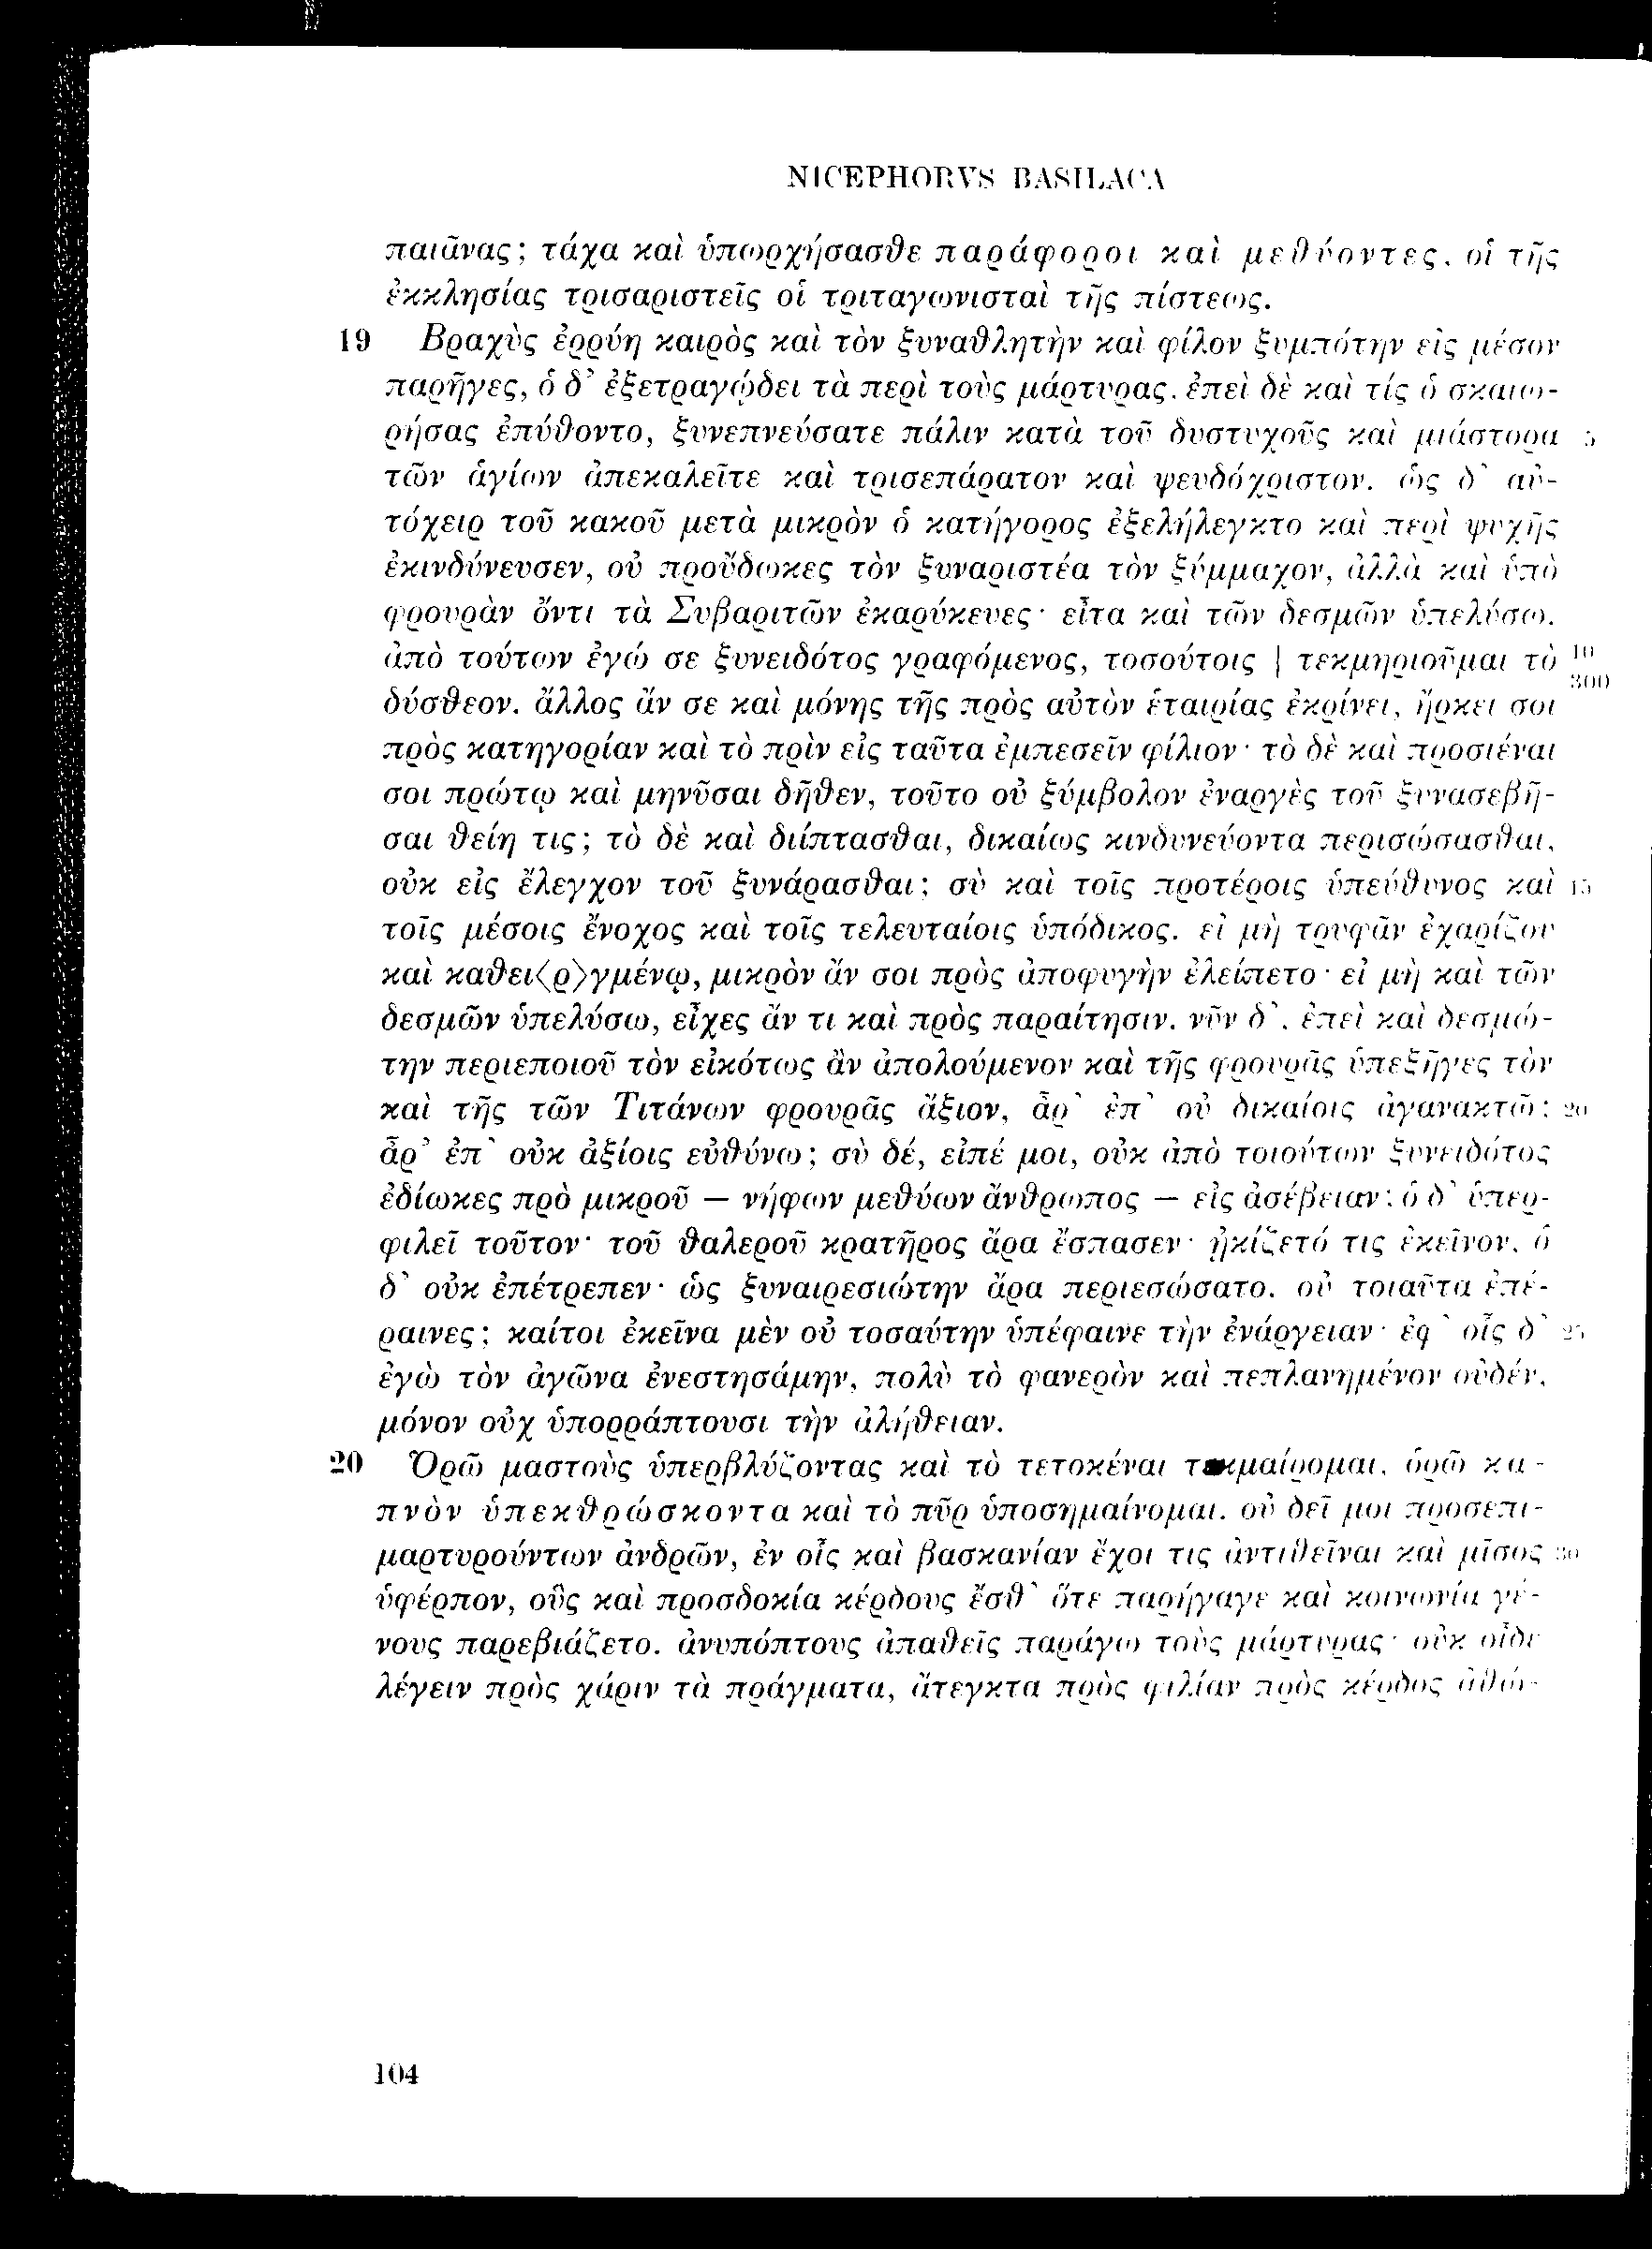 NICEPHORVS BASILACA
παιᾶνας; τάχα καὶ ὑπωρχήσασθε παράφοροι καὶ μεθύοντες, οἱ τῆς
ἐκκλησίας τρισαριστεῖς οἱ τριταγωνισταὶ τῆς πίστεως.
19 Βραχὺς ἐρρύη καιρὸς καὶ τὸν ξυναθλητὴν καὶ φίλον ξυμπότην εἰς μέσον
παρῆγες, ὁ δ’ ἐξετραγῴδει τὰ περὶ τοὺς μάρτυρας. ἐπεὶ δὲ καὶ τίς ὁ σκαιω-
ρήσας ἐπύθοντο, ξυνεπνεύσατε πάλιν κατὰ τοῦ δυστυχοῦς καὶ μιάστορα 5
τῶν ἁγίων ἀπεκαλεῖτε καὶ τρισεπάρατον καὶ ψευδόχριστον. ὡς δ’ αὐ-
τόχειρ τοῦ κακοῦ μετὰ μικρὸν ὁ κατήγορος ἐξελήλεγκτο καὶ περὶ ψυχῆς
ἐκινδύνευσεν, οὐ προὔδωκες τὸν ξυναριστέα τὸν ξύμμαχον, ἀλλὰ καὶ ὑπὸ
φρουρὰν ὄντι τὰ Συβαριτῶν ἐκαρύκευες· εἶτα καὶ τῶν δεσμῶν ὑπελύσω.
ἀπὸ τούτων ἐγώ σε ξυνειδότος γραφόμενος, τοσούτοις | τεκμηριοῦμαι τὸ 10
300
δύσθεον. ἄλλος ἄν σε καὶ μόνης τῆς πρὸς αὐτὸν ἑταιρίας ἐκρίνει, ἤρκει σοι
πρὸς κατηγορίαν καὶ τὸ πρὶν εἰς ταῦτα ἐμπεσεῖν φίλιον· τὸ δὲ καὶ προσιέναι
σοι πρώτῳ καὶ μηνῦσαι δῆθεν, τοῦτο οὐ ξύμβολον ἐναργὲς τοῦ ξυνασεβῆ-
σαι θείη τις; τὸ δὲ καὶ διίπτασθαι, δικαίως κινδυνεύοντα περισώσασθαι,
οὐκ εἰς ἔλεγχον τοῦ ξυνάρασθαι; σὺ καὶ τοῖς προτέροις ὑπεύθυνος καὶ 15
τοῖς μέσοις ἔνοχος καὶ τοῖς τελευταίοις ὑπόδικος. εἰ μὴ τρυφᾶν ἐχαρίζου
καὶ καθει⟨ρ⟩γμένῳ, μικρὸν ἄν σοι πρὸς ἀποφυγὴν ἐλείπετο· εἰ μὴ καὶ τῶν
δεσμῶν ὑπελύσω, εἶχες ἄν τι καὶ πρὸς παραίτησιν. νῦν δ’, ἐπεὶ καὶ δεσμώ-
την περιεποιοῦ τὸν εἰκότως ἂν ἀπολούμενον καὶ τῆς φρουρᾶς ὑπεξῆγες τὸν
καὶ τῆς τῶν Τιτάνων φρουρᾶς ἄξιον, ἆρ’ ἐπ’ οὐ δικαίοις ἀγανακτῶ; 20
ἆρ’ ἐπ’ οὐκ ἀξίοις εὐθύνω; σὺ δέ, εἰπέ μοι, οὐκ ἀπὸ τοιούτων ξυνειδότος
ἐδίωκες πρὸ μικροῦ — νήφων μεθύων ἄνθρωπος — εἰς ἀσέβειαν; ὁ δ’ ὑπερ-
φιλεῖ τοῦτον· τοῦ θαλεροῦ κρατῆρος ἄρα ἔσπασεν· ᾐκίζετό τις ἐκεῖνον, ὁ
δ’ οὐκ ἐπέτρεπεν· ὡς ξυναιρεσιώτην ἄρα περιεσώσατο. οὐ τοιαῦτα ἐπέ-
ραινες; καίτοι ἐκεῖνα μὲν οὐ τοσαύτην ὑπέφαινε τὴν ἐνάργειαν· ἐφ’ οἷς δ’ 25
ἐγὼ τὸν ἀγῶνα ἐνεστησάμην, πολὺ τὸ φανερὸν καὶ πεπλανημένον οὐδέν,
μόνον οὐχ ὑπορράπτουσι τὴν ἀλήθειαν.
20 Ὁρῶ μαστοὺς ὑπερβλύζοντας καὶ τὸ τετοκέναι τεκμαίρομαι, ὁρῶ κα-
πνὸν ὑπεκθρώσκοντα καὶ τὸ πῦρ ὑποσημαίνομαι. οὐ δεῖ μοι προσεπι-
μαρτυρούντων ἀνδρῶν, ἐν οἷς καὶ βασκανίαν ἔχοι τις ἀντιθεῖναι καὶ μῖσος 30
ὑφέρπον, οὓς καὶ προσδοκία κέρδους ἔσθ’ ὅτε παρήγαγε καὶ κοινωνία γέ-
νους παρεβιάζετο. ἀνυπόπτους ἀπαθεῖς παράγω τοὺς μάρτυρας· οὐκ οἶδε
λέγειν πρὸς χάριν τὰ πράγματα, ἄτεγκτα πρὸς φιλίαν πρὸς κέρδος ἀθώ-
104